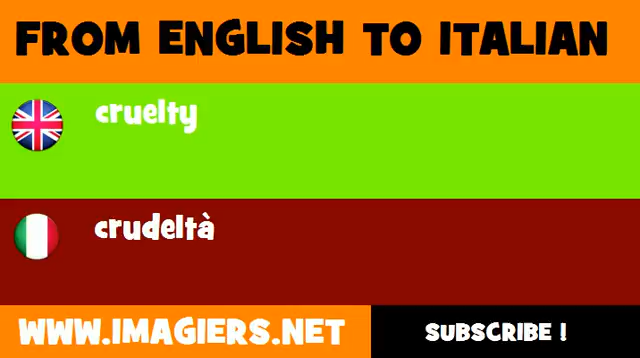 FROM ENGLISH TO ITALIAN
cruelty
crudeltà
WWW.IMAGIERS.NET
SUBSCRIBE !